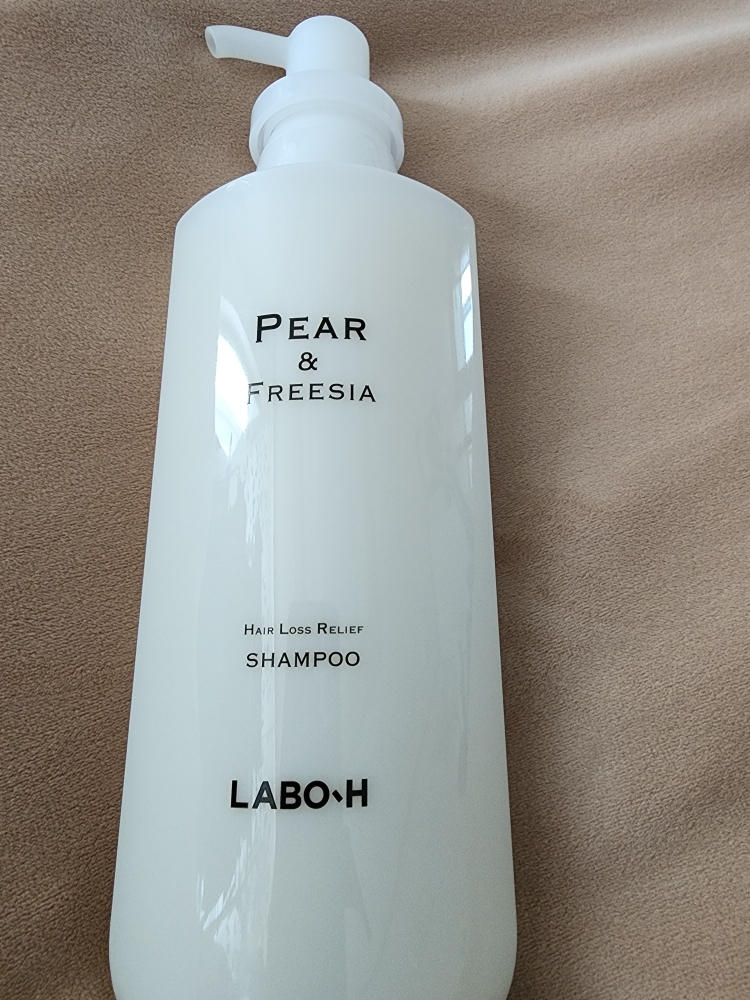 PEAR
&
FREESIA
HAIR LOSS RELIEF
SHAMPOO
LABO-H